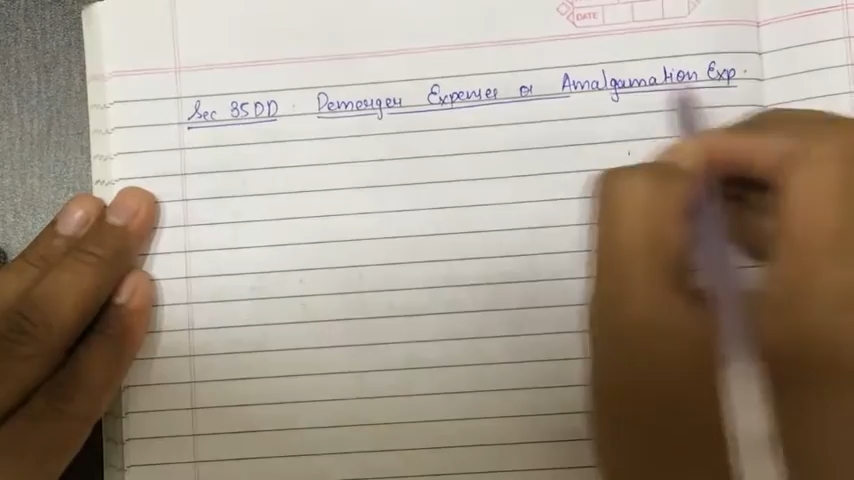 DATE
Sec 35DD. Demerger Expenses or Amalgamation Exp.